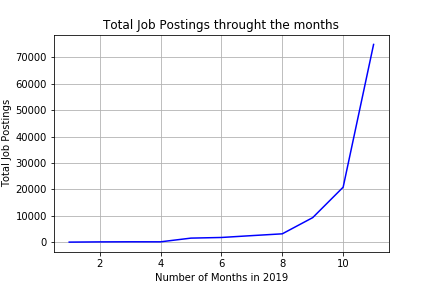 Total Job Postings throught the months
Total Job Postings
70000
60000
50000
40000
30000
20000
10000
0
2 4 6 8 10
Number of Months in 2019